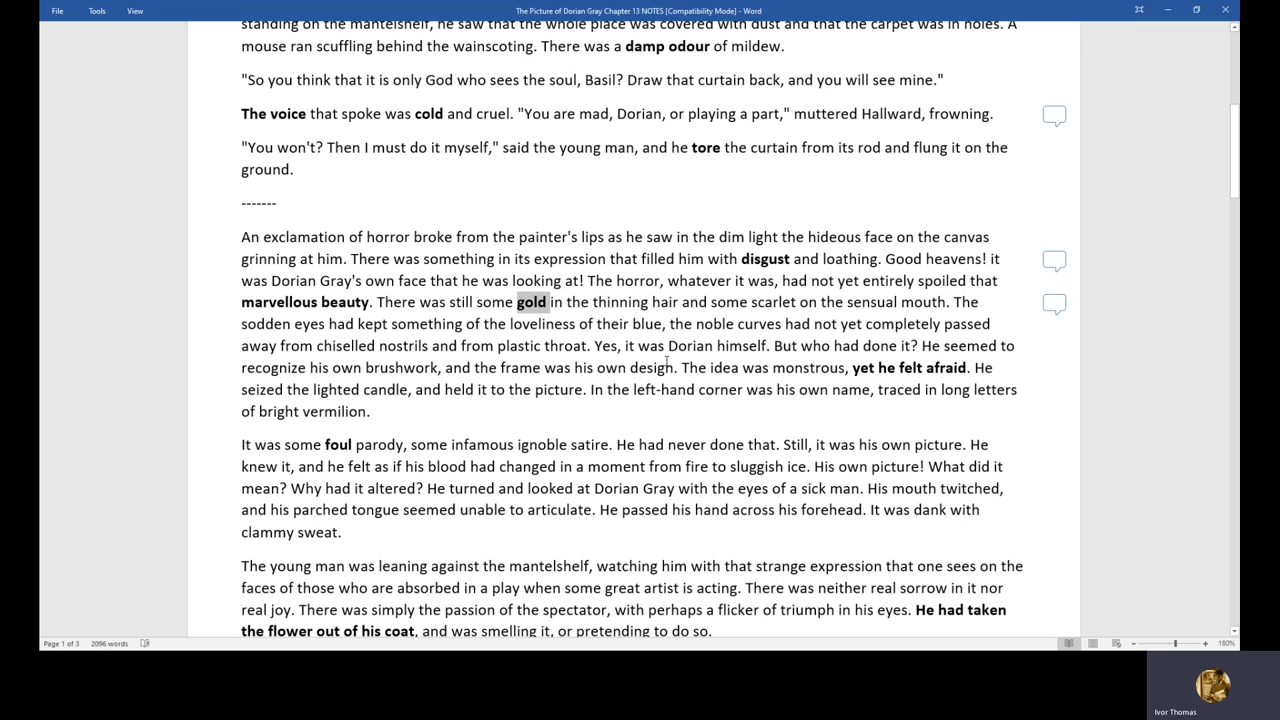 File Tools View The Picture of Dorian Gray Chapter 13 NOTES [Compatibility Mode] - Word
standing on the mantelshelf, he saw that the whole place was covered with dust and that the carpet was in holes. A
mouse ran scuffling behind the wainscoting. There was a damp odour of mildew.
"So you think that it is only God who sees the soul, Basil? Draw that curtain back, and you will see mine."
The voice that spoke was cold and cruel. "You are mad, Dorian, or playing a part," muttered Hallward, frowning.
"You won't? Then I must do it myself," said the young man, and he tore the curtain from its rod and flung it on the
ground.
-------
An exclamation of horror broke from the painter's lips as he saw in the dim light the hideous face on the canvas
grinning at him. There was something in its expression that filled him with disgust and loathing. Good heavens! it
was Dorian Gray's own face that he was looking at! The horror, whatever it was, had not yet entirely spoiled that
marvellous beauty. There was still some gold in the thinning hair and some scarlet on the sensual mouth. The
sodden eyes had kept something of the loveliness of their blue, the noble curves had not yet completely passed
away from chiselled nostrils and from plastic throat. Yes, it was Dorian himself. But who had done it? He seemed to
recognize his own brushwork, and the frame was his own design. The idea was monstrous, yet he felt afraid. He
seized the lighted candle, and held it to the picture. In the left-hand corner was his own name, traced in long letters
of bright vermilion.
It was some foul parody, some infamous ignoble satire. He had never done that. Still, it was his own picture. He
knew it, and he felt as if his blood had changed in a moment from fire to sluggish ice. His own picture! What did it
mean? Why had it altered? He turned and looked at Dorian Gray with the eyes of a sick man. His mouth twitched,
and his parched tongue seemed unable to articulate. He passed his hand across his forehead. It was dank with
clammy sweat.
The young man was leaning against the mantelshelf, watching him with that strange expression that one sees on the
faces of those who are absorbed in a play when some great artist is acting. There was neither real sorrow in it nor
real joy. There was simply the passion of the spectator, with perhaps a flicker of triumph in his eyes. He had taken
the flower out of his coat, and was smelling it, or pretending to do so.
Page 1 of 3 2096 words 180%
Ivor Thomas